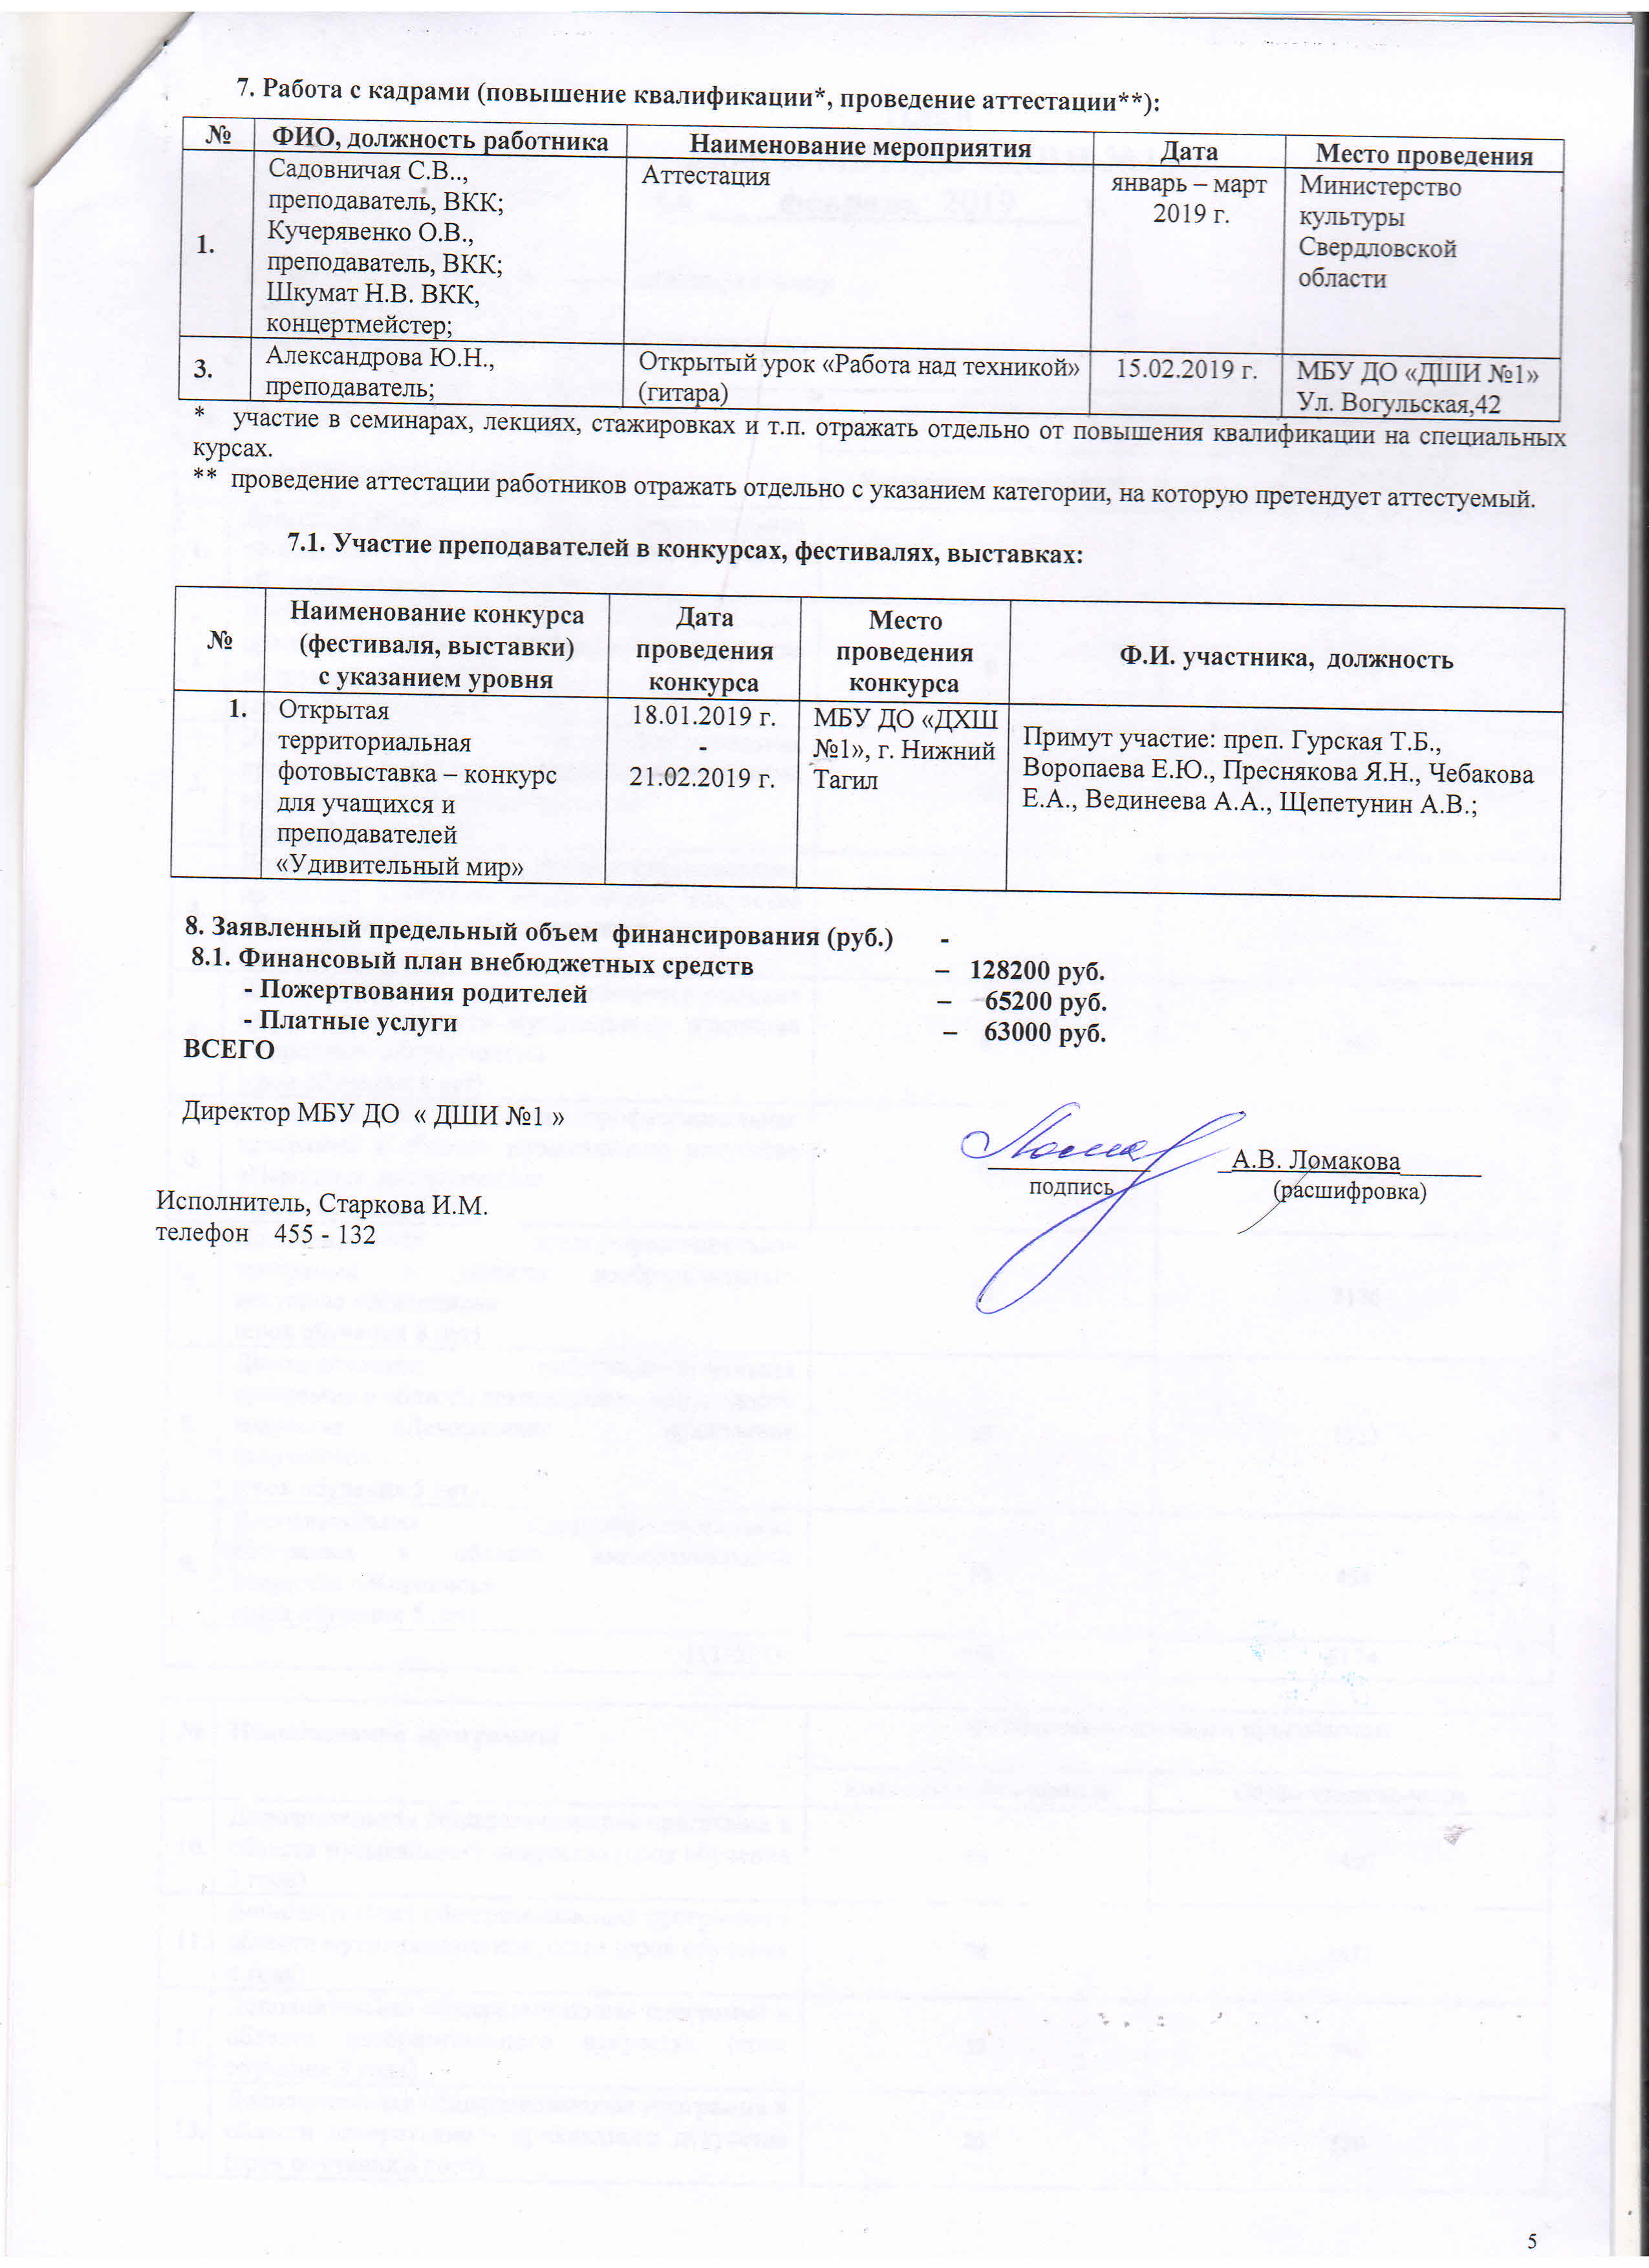 7. Работа с кадрами (повышение квалификации*, проведение аттестации**):
№ ФИО, должность работника Наименование мероприятия Дата Место проведения
1.
Садовничая С.В..,
преподаватель, ВКК;
Кучерявенко О.В.,
преподаватель, ВКК;
Шкумат Н.В. ВКК,
концертмейстер;
Аттестация
январь – март
2019 г.
Министерство
культуры
Свердловской
области
3.
Александрова Ю.Н.,
преподаватель;
Открытый урок «Работа над техникой»
(гитара)
15.02.2019 г.
МБУ ДО «ДШИ №1»
Ул. Вогульская,42
* участие в семинарах, лекциях, стажировках и т.п. отражать отдельно от повышения квалификации на специальных
курсах.
** проведение аттестации работников отражать отдельно с указанием категории, на которую претендует аттестуемый.
7.1. Участие преподавателей в конкурсах, фестивалях, выставках:
№
Наименование конкурса
(фестиваля, выставки)
с указанием уровня
Дата
проведения
конкурса
Место
проведения
конкурса
Ф.И. участника, должность
1.
Открытая
территориальная
фотовыставка – конкурс
для учащихся и
преподавателей
«Удивительный мир»
18.01.2019 г.
-
21.02.2019 г.
МБУ ДО «ДХШ
№1», г. Нижний
Тагил
Примут участие: преп. Гурская Т.Б.,
Воропаева Е.Ю., Преснякова Я.Н., Чебакова
Е.А., Вединеева А.А., Щепетунин А.В.;
8. Заявленный предельный объем финансирования (руб.) -
8.1. Финансовый план внебюджетных средств – 128200 руб.
- Пожертвования родителей – 65200 руб.
- Платные услуги – 63000 руб.
ВСЕГО
Директор МБУ ДО « ДШИ №1 »
А.В. Ломакова
подпись (расшифровка)
Исполнитель, Старкова И.М.
телефон 455 - 132
5